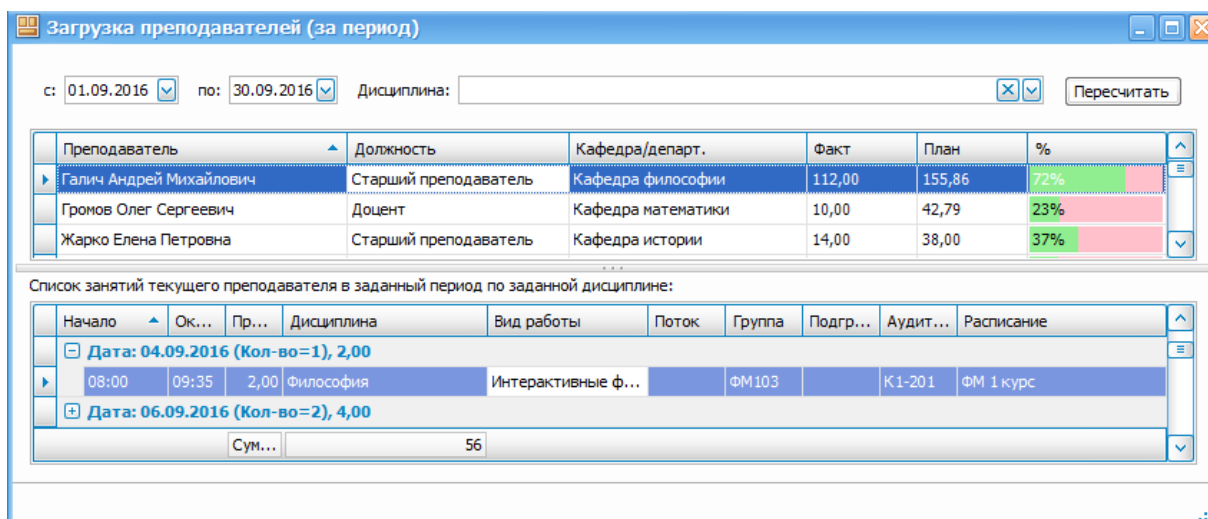 Загрузка преподавателей (за период)
с: 01.09.2016 по: 30.09.2016 Дисциплина: Пересчитать
Преподаватель Должность Кафедра/департ. Факт План %
Галич Андрей Михайлович Старший преподаватель Кафедра философии 112,00 155,86 72%
Громов Олег Сергеевич Доцент Кафедра математики 10,00 42,79 23%
Жарко Елена Петровна Старший преподаватель Кафедра истории 14,00 38,00 37%
Список занятий текущего преподавателя в заданный период по заданной дисциплине:
Начало Ок... Пр... Дисциплина Вид работы Поток Группа Подгр... Аудит... Расписание
Дата: 04.09.2016 (Кол-во=1), 2,00
08:00 09:35 2,00 Философия Интерактивные ф... ФМ103 К1-201 ФМ 1 курс
Дата: 06.09.2016 (Кол-во=2), 4,00
Сум... 56